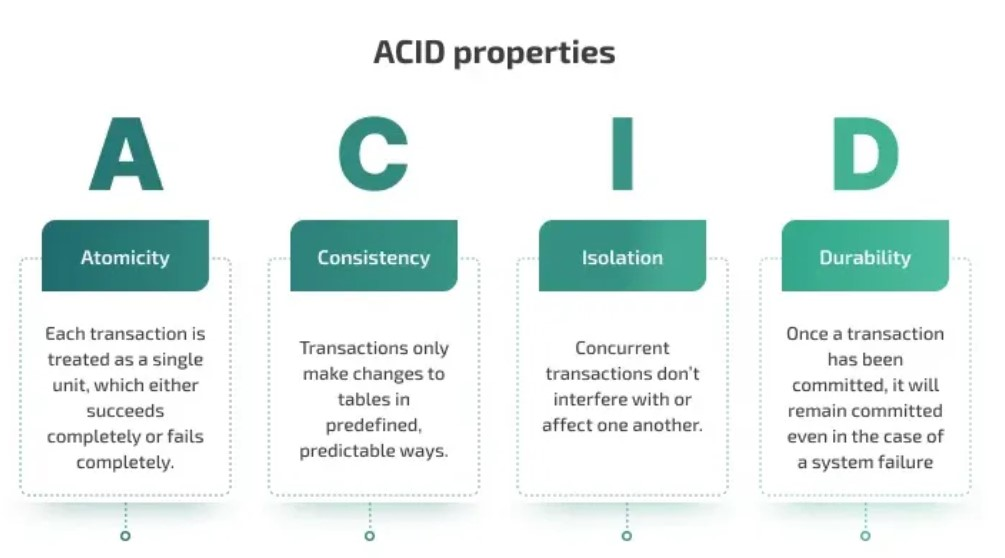 ACID properties
A
C
I
D
Atomicity
Consistency
Isolation
Durability
Each transaction is
treated as a single
unit, which either
succeeds
completely or fails
completely.
Transactions only
make changes to
tables in
predefined,
predictable ways.
Concurrent
transactions don't
interfere with or
affect one another.
Once a transaction
has been
committed, it will
remain committed
even in the case of
a system failure